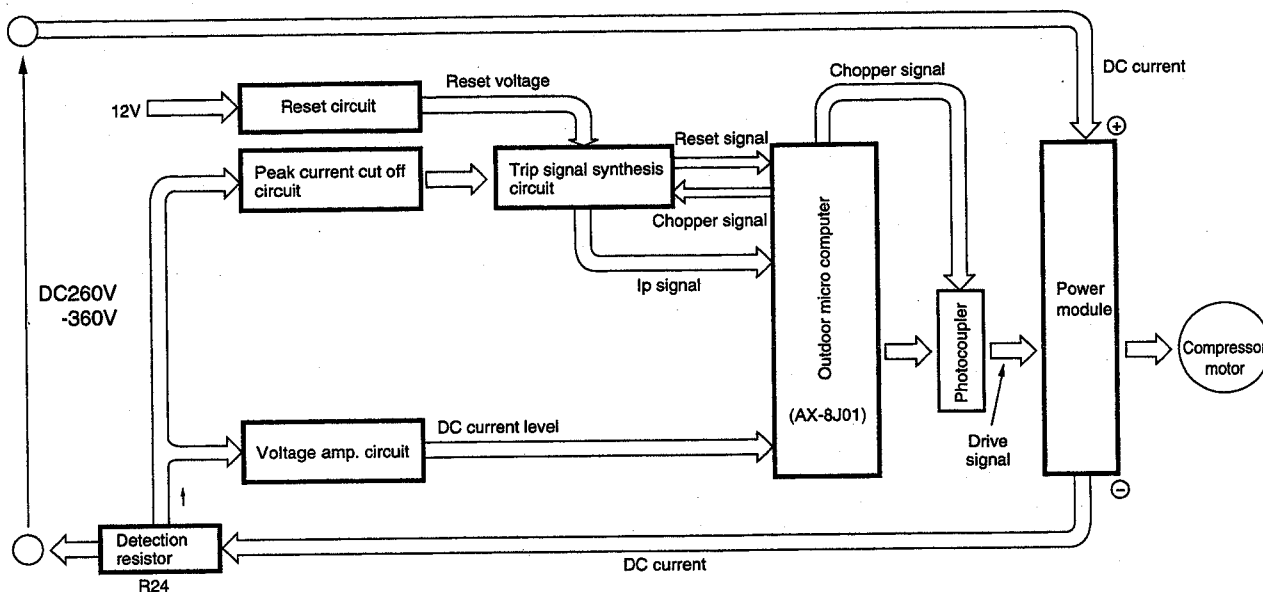 Chopper signal
DC current
Reset voltage
12V
Reset circuit
+
Reset signal
Peak current cut off
circuit
Trip signal synthesis
circuit
Chopper signal
Ip signal
DC260V
-360V
Outdoor micro computer
(AX-8J01)
Photocoupler
Power
module
Compressor
motor
DC current level
Voltage amp. circuit
Drive
signal
−
Detection
resistor
R24
DC current